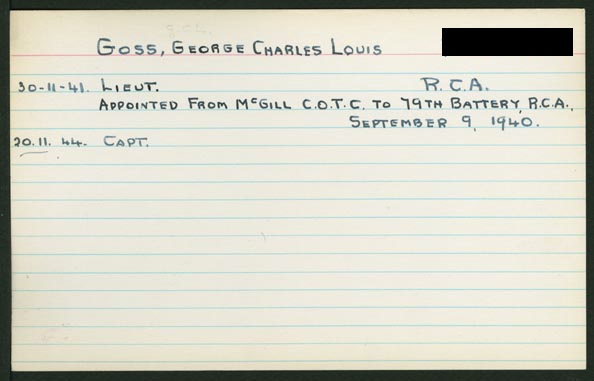 GOSS, GEORGE CHARLES LOUIS
30-11-41. LIEUT. R.C.A.
APPOINTED FROM McGILL C.O.T.C. TO 79TH BATTERY, R.C.A.,
SEPTEMBER 9, 1940.
20.11. 44. CAPT.